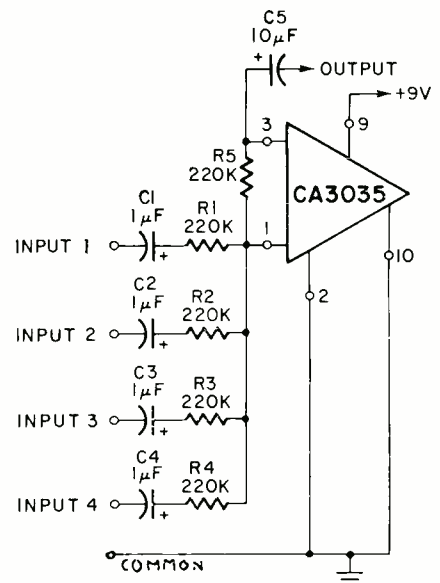 C5
10µF
+
OUTPUT
+9V
3
9
R5
220K
CA3035
C1
1µF
R1
220K
1
INPUT 1
+
10
C2
1µF
R2
220K
2
INPUT 2
+
C3
1µF
R3
220K
INPUT 3
+
C4
1µF
R4
220K
INPUT 4
+
COMMON